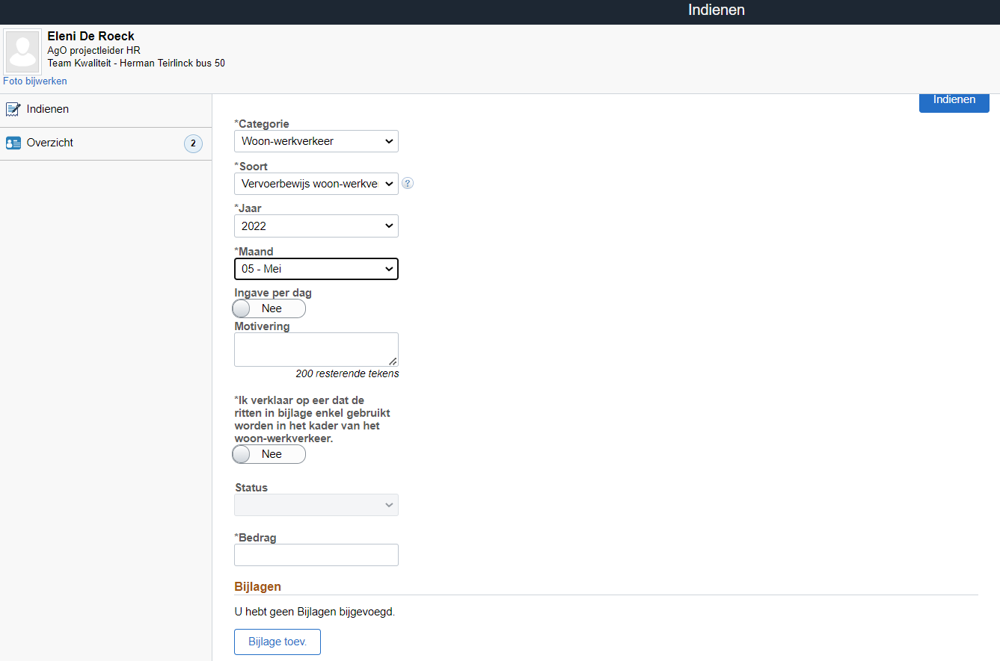 Indienen
Eleni De Roeck
AgO projectleider HR
Team Kwaliteit - Herman Teirlinck bus 50
Foto bijwerken
Indienen
Overzicht
2
Indienen
*Categorie
Woon-werkverkeer
*Soort
Vervoerbewijs woon-werkve
?
*Jaar
2022
*Maand
05 - Mei
Ingave per dag
Nee
Motivering
200 resterende tekens
*Ik verklaar op eer dat de
ritten in bijlage enkel gebruikt
worden in het kader van het
woon-werkverkeer.
Nee
Status
*Bedrag
Bijlagen
U hebt geen Bijlagen bijgevoegd.
Bijlage toev.